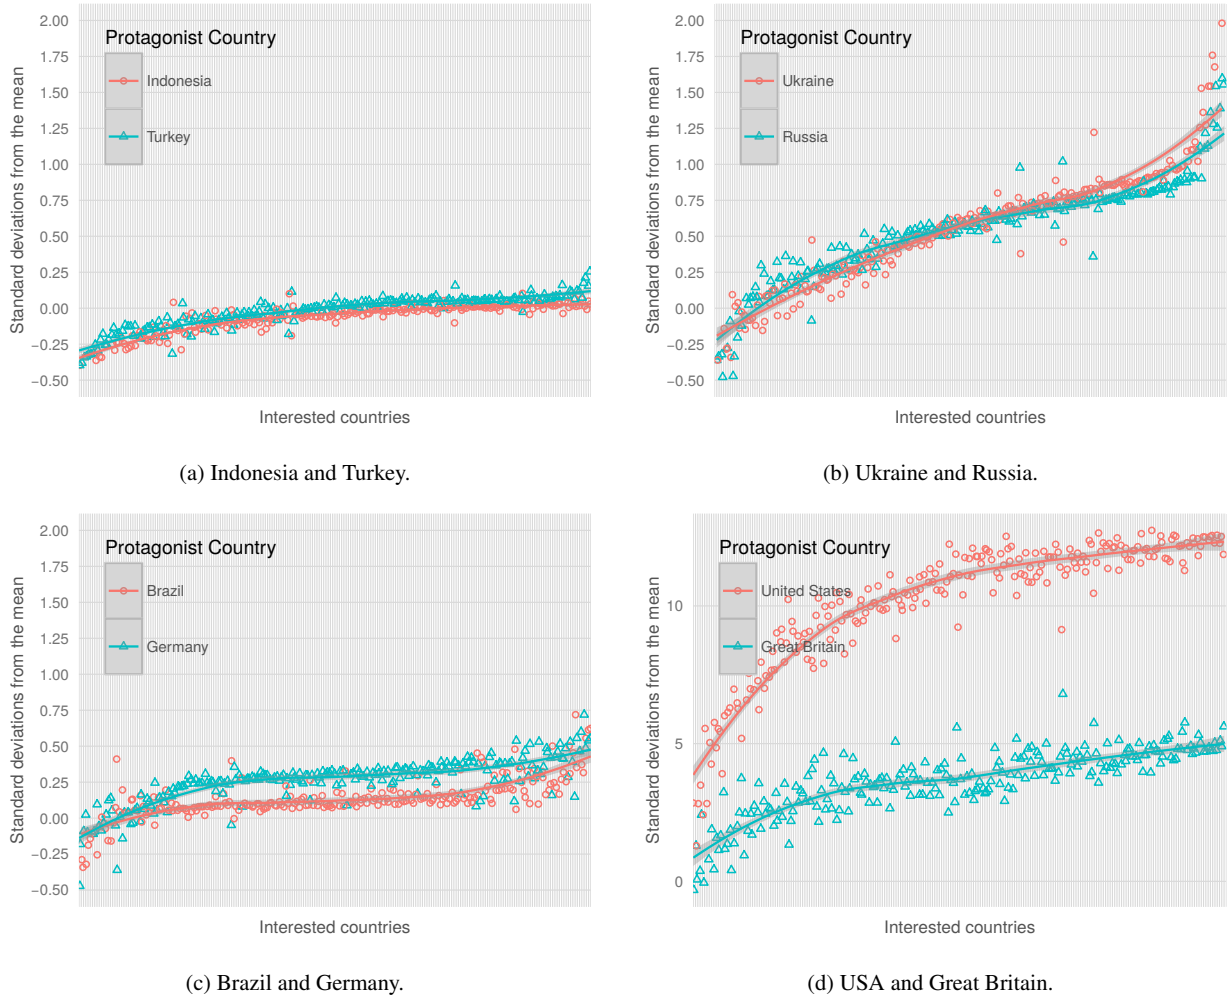 Protagonist Country
Indonesia
Turkey
Standard deviations from the mean
2.00
1.75
1.50
1.25
1.00
0.75
0.50
0.25
0.00
−0.25
−0.50
Interested countries
(a) Indonesia and Turkey.
Protagonist Country
Ukraine
Russia
Standard deviations from the mean
2.00
1.75
1.50
1.25
1.00
0.75
0.50
0.25
0.00
−0.25
−0.50
Interested countries
(b) Ukraine and Russia.
Protagonist Country
Brazil
Germany
Standard deviations from the mean
2.00
1.75
1.50
1.25
1.00
0.75
0.50
0.25
0.00
−0.25
−0.50
Interested countries
(c) Brazil and Germany.
Protagonist Country
United States
Great Britain
Standard deviations from the mean
10
5
0
Interested countries
(d) USA and Great Britain.